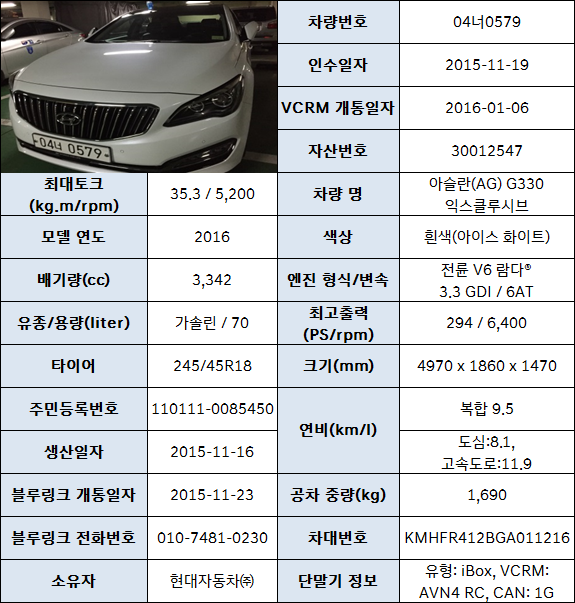 04너 0579
차량번호
04너0579
인수일자
2015-11-19
VCRM 개통일자
2016-01-06
자산번호
30012547
최대토크
(kg.m/rpm)
35.3 / 5,200
차량 명
아슬란(AG) G330
익스클루시브
모델 연도
2016
색상
흰색(아이스 화이트)
배기량(cc)
3,342
엔진 형식/변속
전륜 V6 람다®
3.3 GDI / 6AT
유종/용량(liter)
가솔린 / 70
최고출력
(PS/rpm)
294 / 6,400
타이어
245/45R18
크기(mm)
4970 x 1860 x 1470
주민등록번호
110111-0085450
연비(km/l)
복합 9.5
생산일자
2015-11-16
도심:8.1,
고속도로:11.9
블루링크 개통일자
2015-11-23
공차 중량(kg)
1,690
블루링크 전화번호
010-7481-0230
차대번호
KMHFR412BGA011216
소유자
현대자동차㈜
단말기 정보
유형: iBox, VCRM:
AVN4 RC, CAN: 1G